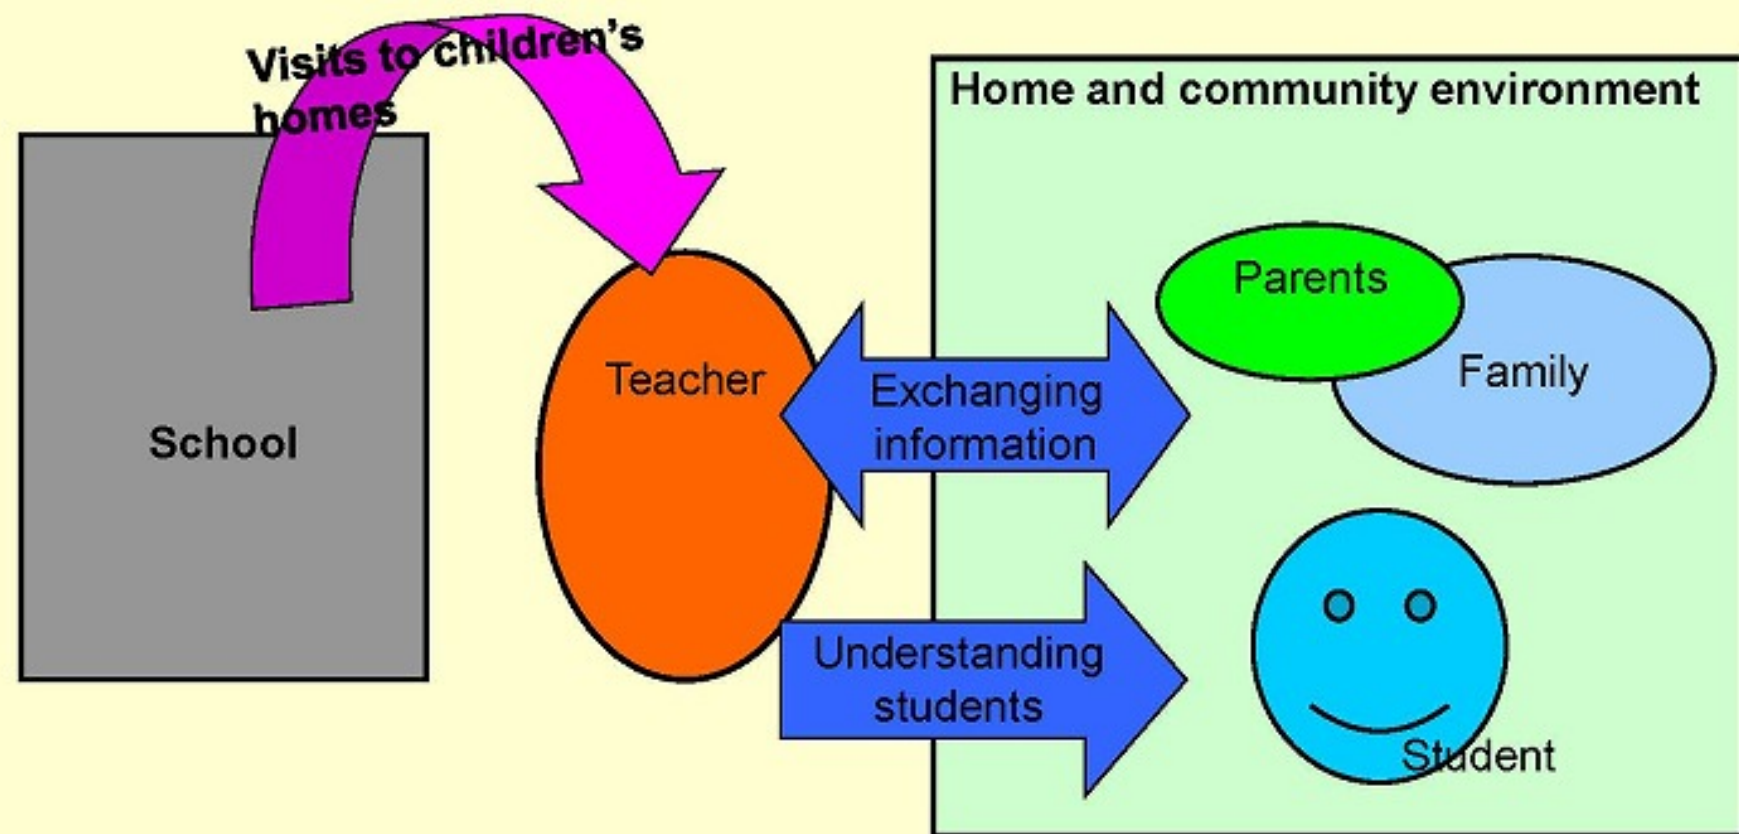 Visits to children's
homes
Home and community environment
School
Teacher
Exchanging
information
Parents
Family
Understanding
students
Student